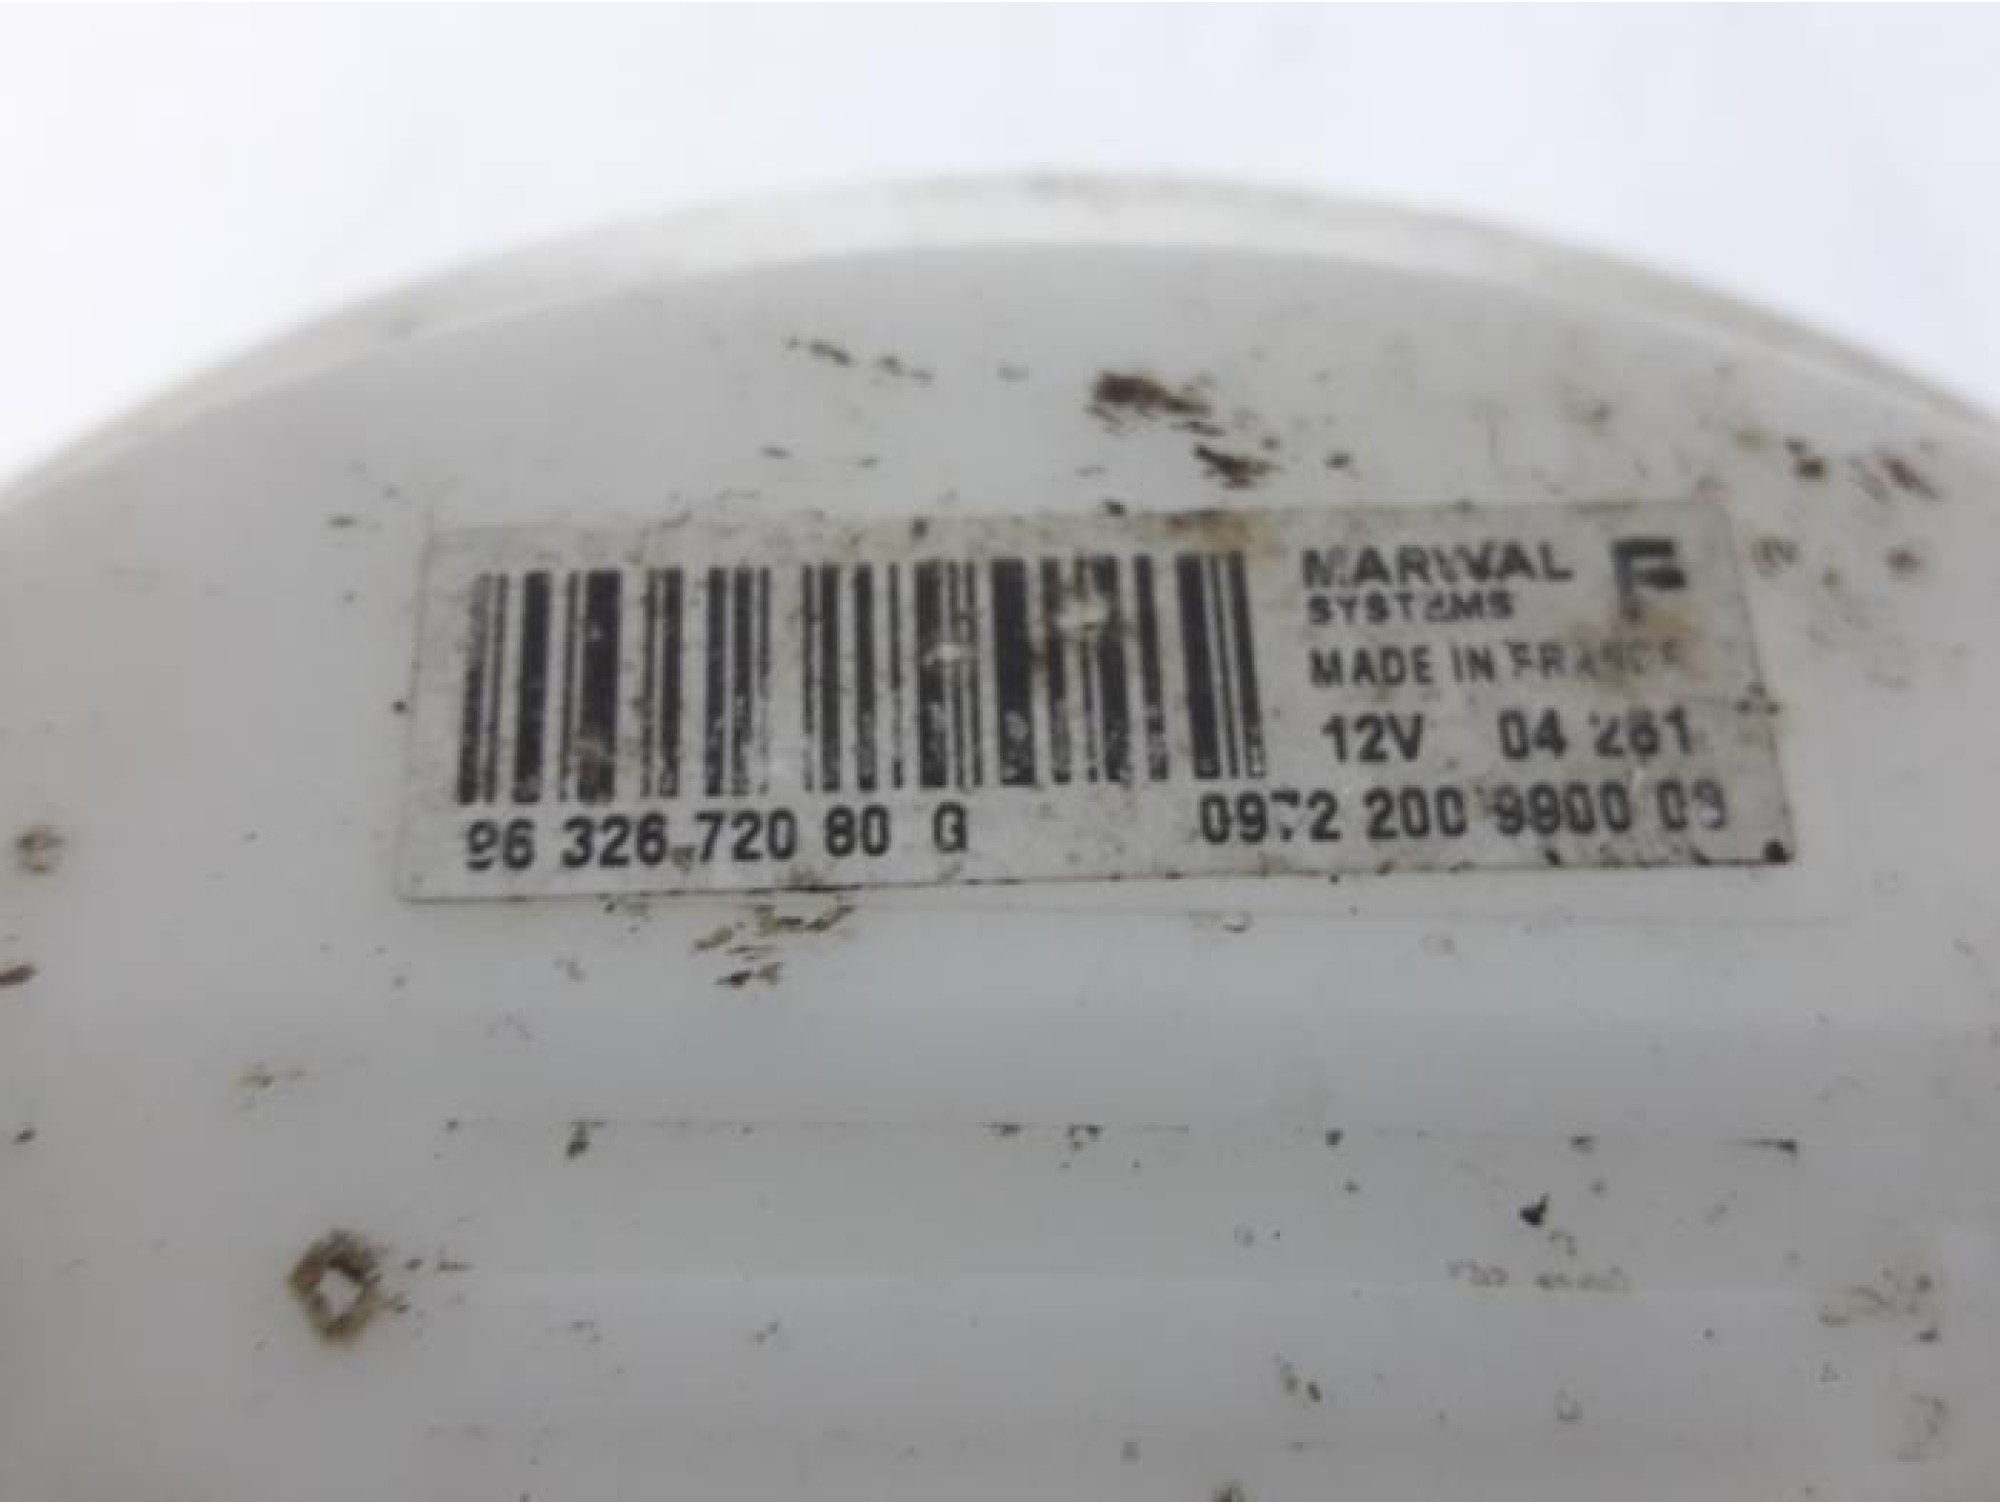 MARWAL F
SYSTEMS
MADE IN FRANCE
12V 04 261
96 326 720 80 G 0972 200 9800 09